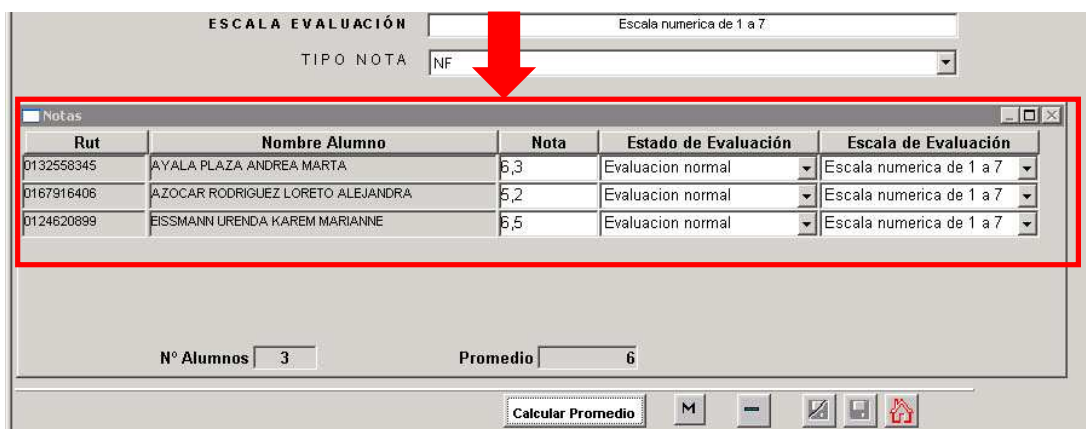 ESCALA EVALUACIÓN Escala numerica de 1 a 7
TIPO NOTA NF
Notas
Rut Nombre Alumno Nota Estado de Evaluación Escala de Evaluación
0132558345 AYALA PLAZA ANDREA MARTA 6,3 Evaluacion normal Escala numerica de 1 a 7
0167916406 AZOCAR RODRIGUEZ LORETO ALEJANDRA 5,2 Evaluacion normal Escala numerica de 1 a 7
0124620899 EISSMANN URENDA KAREM MARIANNE 6,5 Evaluacion normal Escala numerica de 1 a 7
Nº Alumnos 3 Promedio 6
Calcular Promedio M